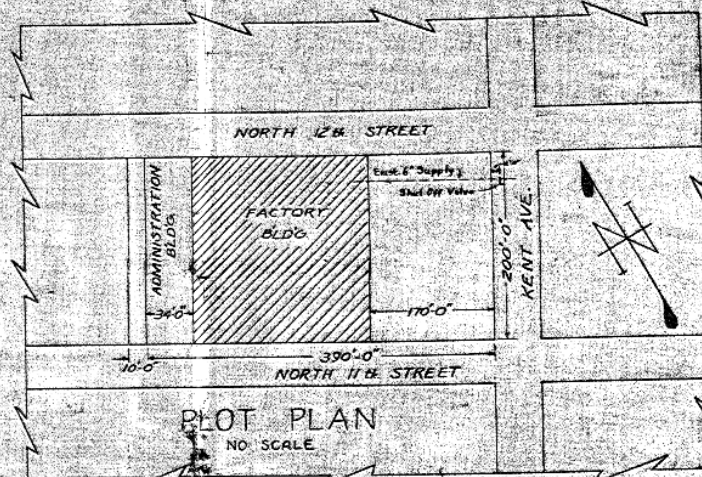 NORTH 12th STREET
Exist. 6" Supply
Shut Off Valve
ADMINISTRATION
BLDG.
FACTORY
BLD'G.
200'-0"
KENT AVE.
34'-0"
170'-0"
10'-0"
390'-0"
NORTH 11th STREET
PLOT PLAN
NO SCALE